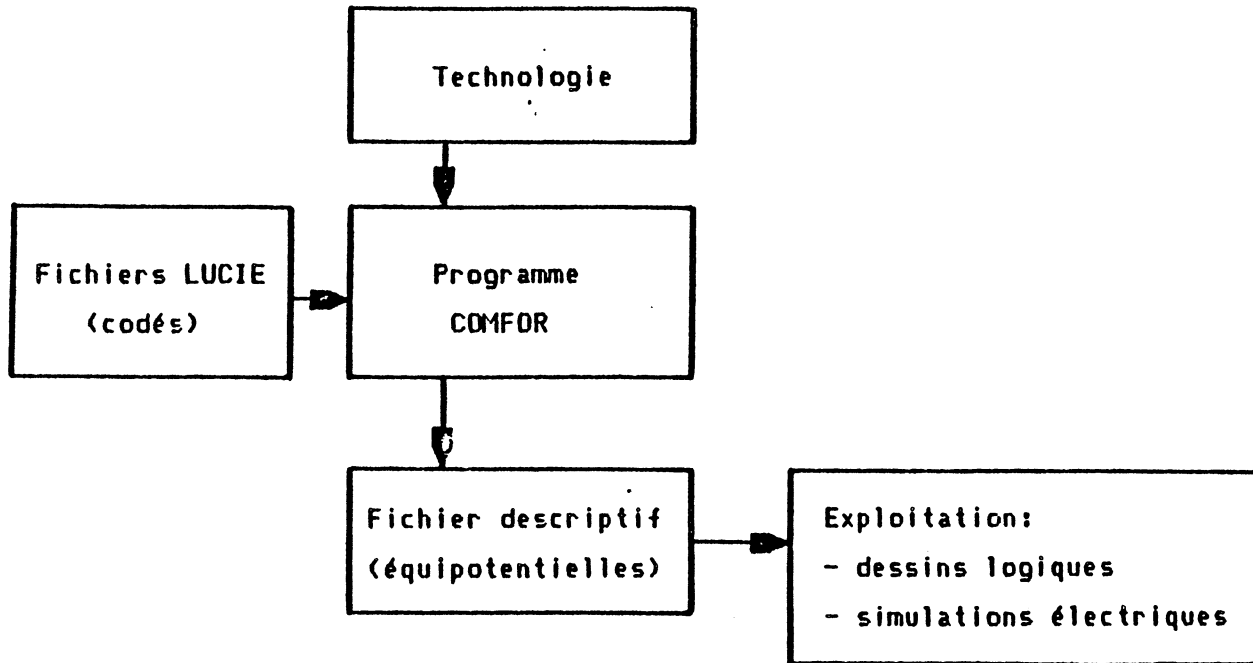 Technologie
Fichiers LUCIE
(codés)
Programme
COMFOR
Fichier descriptif
(équipotentielles)
Exploitation:
- dessins logiques
- simulations électriques